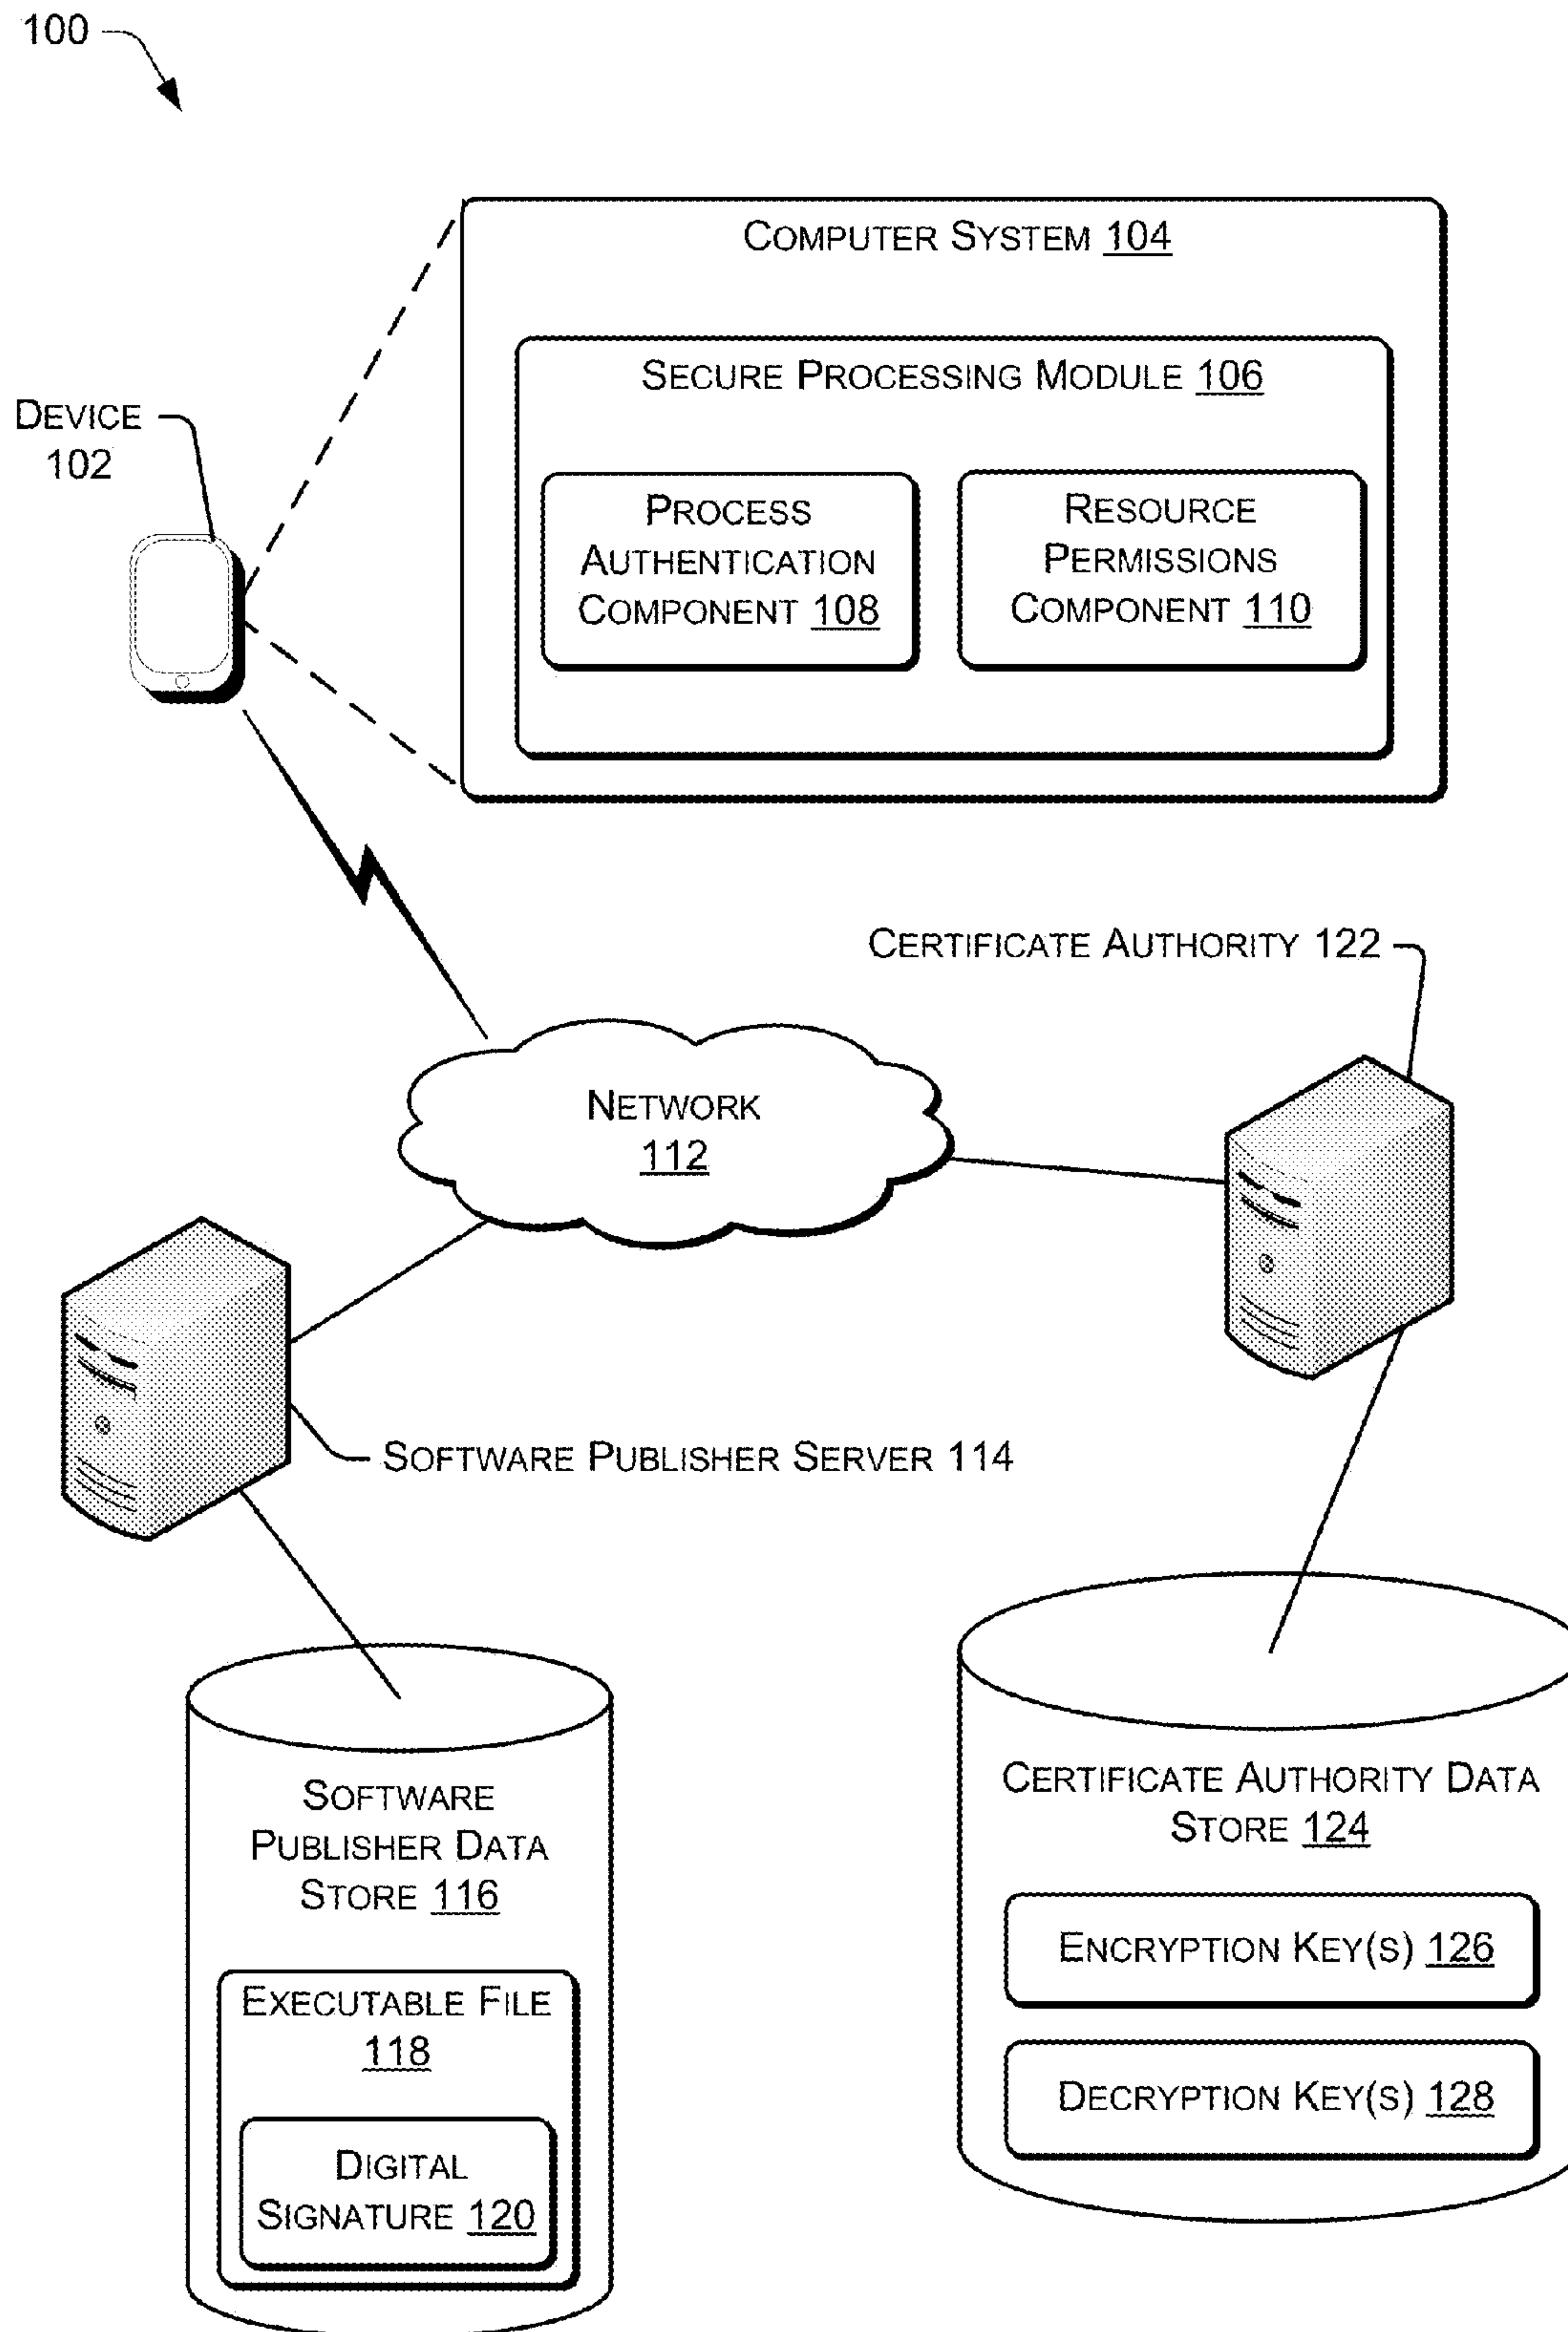 100
COMPUTER SYSTEM 104
SECURE PROCESSING MODULE 106
DEVICE
102
PROCESS
AUTHENTICATION
COMPONENT 108
RESOURCE
PERMISSIONS
COMPONENT 110
CERTIFICATE AUTHORITY 122
NETWORK
112
SOFTWARE PUBLISHER SERVER 114
SOFTWARE
PUBLISHER DATA
STORE 116
EXECUTABLE FILE
118
DIGITAL
SIGNATURE 120
CERTIFICATE AUTHORITY DATA
STORE 124
ENCRYPTION KEY(S) 126
DECRYPTION KEY(S) 128